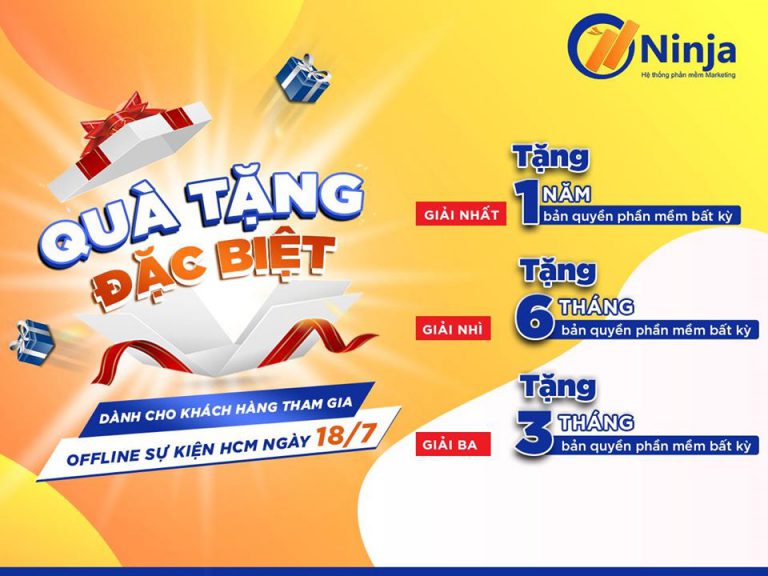 Ninja
Hệ thống phần mềm Marketing
QUÀ TẶNG
ĐẶC BIỆT
DÀNH CHO KHÁCH HÀNG THAM GIA
OFFLINE SỰ KIỆN HCM NGÀY 18/7
GIẢI NHẤT
Tặng
1 NĂM
bản quyền phần mềm bất kỳ
GIẢI NHÌ
Tặng
6 THÁNG
bản quyền phần mềm bất kỳ
GIẢI BA
Tặng
3 THÁNG
bản quyền phần mềm bất kỳ